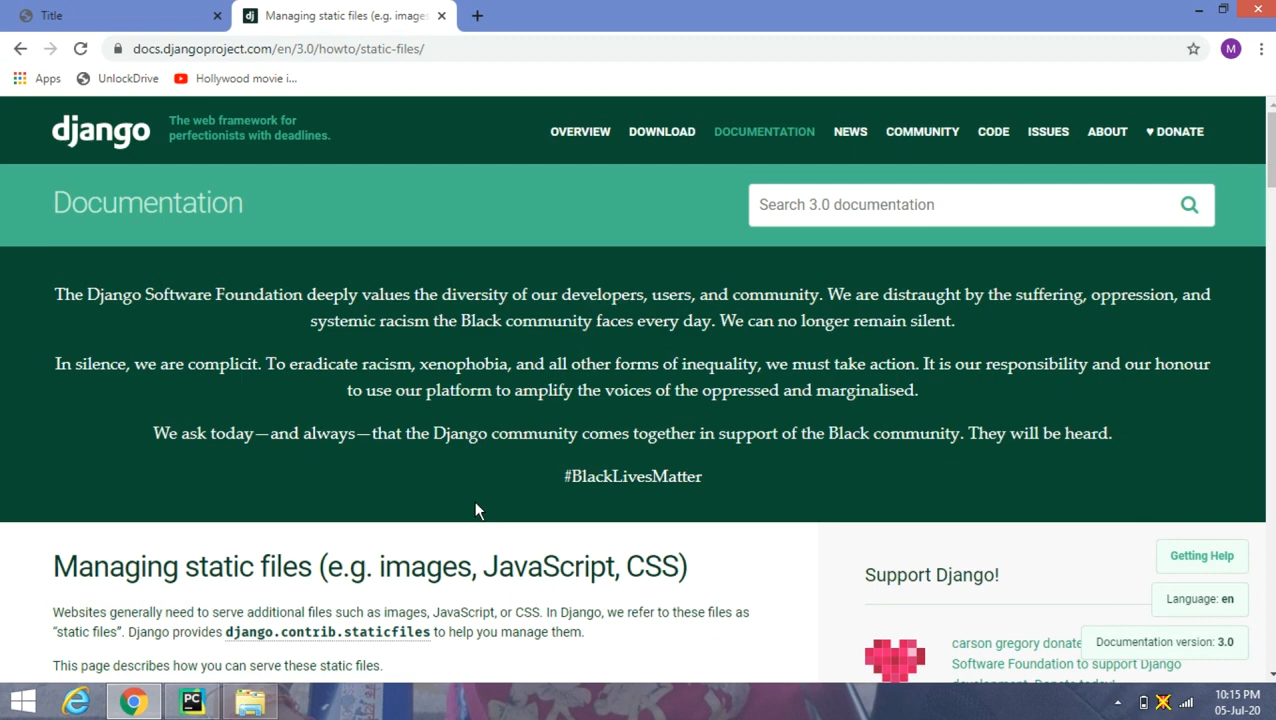 Title
Managing static files (e.g. images
docs.djangoproject.com/en/3.0/howto/static-files/
M
Apps
UnlockDrive
Hollywood movie i...
django
The web framework for
perfectionists with deadlines.
OVERVIEW DOWNLOAD DOCUMENTATION NEWS COMMUNITY CODE ISSUES ABOUT ♥ DONATE
Documentation
Search 3.0 documentation
The Django Software Foundation deeply values the diversity of our developers, users, and community. We are distraught by the suffering, oppression, and
systemic racism the Black community faces every day. We can no longer remain silent.
In silence, we are complicit. To eradicate racism, xenophobia, and all other forms of inequality, we must take action. It is our responsibility and our honour
to use our platform to amplify the voices of the oppressed and marginalised.
We ask today—and always—that the Django community comes together in support of the Black community. They will be heard.
#BlackLivesMatter
Managing static files (e.g. images, JavaScript, CSS)
Websites generally need to serve additional files such as images, JavaScript, or CSS. In Django, we refer to these files as
“static files”. Django provides django.contrib.staticfiles to help you manage them.
This page describes how you can serve these static files.
Support Django!
carson gregory donate
Software Foundation to support Django
Getting Help
Language: en
Documentation version: 3.0
PC
10:15 PM
05-Jul-20